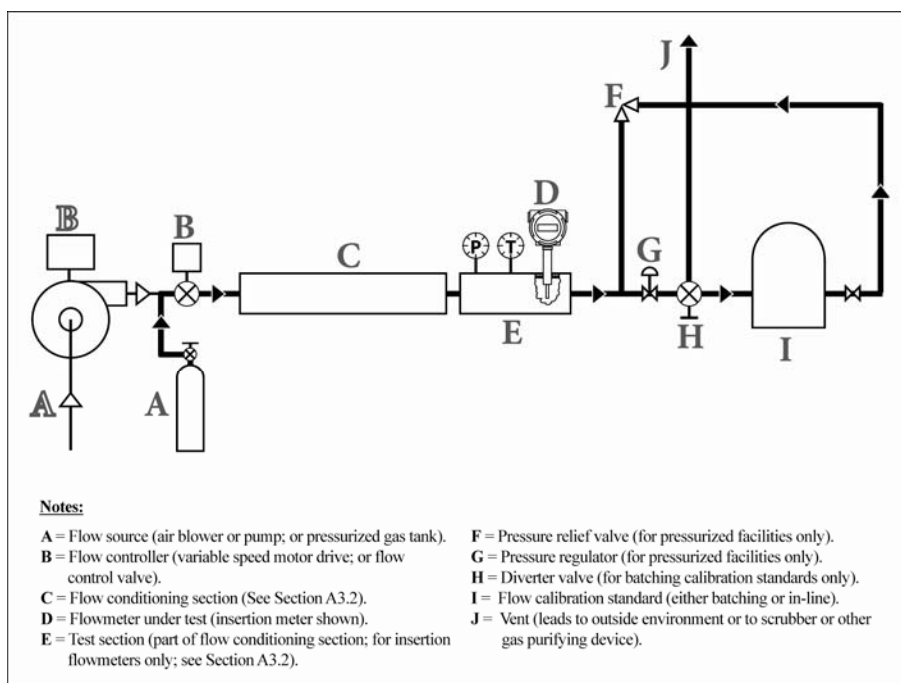 J
F
D
B
B
C
P
T
G
E
H
I
A
A
Notes:
A = Flow source (air blower or pump; or pressurized gas tank).
B = Flow controller (variable speed motor drive; or flow
control valve).
C = Flow conditioning section (See Section A3.2).
D = Flowmeter under test (insertion meter shown).
E = Test section (part of flow conditioning section; for insertion
flowmeters only; see Section A3.2).
F = Pressure relief valve (for pressurized facilities only).
G = Pressure regulator (for pressurized facilities only).
H = Diverter valve (for batching calibration standards only).
I = Flow calibration standard (either batching or in-line).
J = Vent (leads to outside environment or to scrubber or other
gas purifying device).